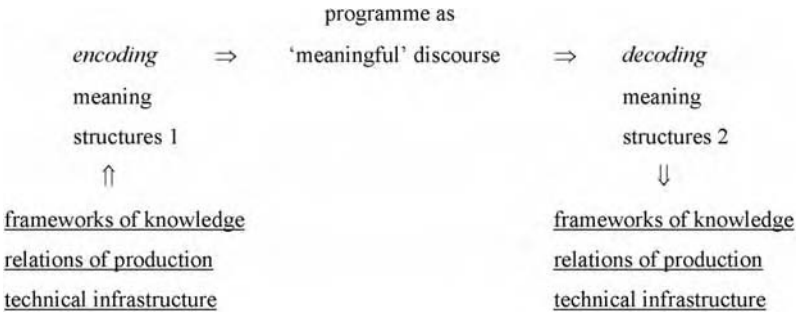 programme as
encoding ⇒ ‘meaningful’ discourse ⇒ decoding
meaning meaning
structures 1 structures 2
⇑ ⇓
frameworks of knowledge frameworks of knowledge
relations of production relations of production
technical infrastructure technical infrastructure